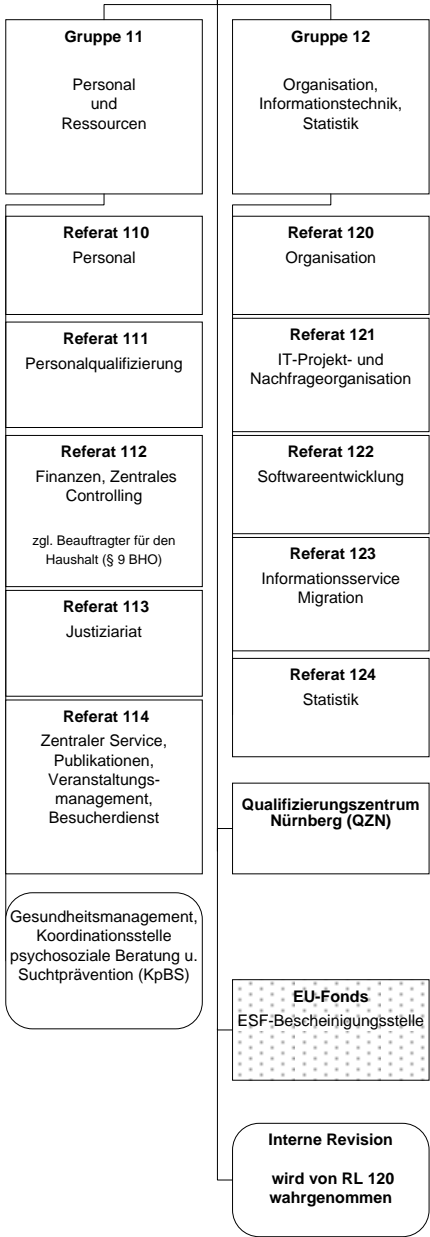 Gruppe 11
Personal
und
Ressourcen
Referat 110
Personal
Referat 111
Personalqualifizierung
Referat 112
Finanzen, Zentrales
Controlling
zgl. Beauftragter für den
Haushalt (§ 9 BHO)
Referat 113
Justiziariat
Referat 114
Zentraler Service,
Publikationen,
Veranstaltungs-
management,
Besucherdienst
Gesundheitsmanagement,
Koordinationsstelle
psychosoziale Beratung u.
Suchtprävention (KpBS)
Gruppe 12
Organisation,
Informationstechnik,
Statistik
Referat 120
Organisation
Referat 121
IT-Projekt- und
Nachfrageorganisation
Referat 122
Softwareentwicklung
Referat 123
Informationsservice
Migration
Referat 124
Statistik
Qualifizierungszentrum
Nürnberg (QZN)
EU-Fonds
ESF-Bescheinigungsstelle
Interne Revision
wird von RL 120
wahrgenommen